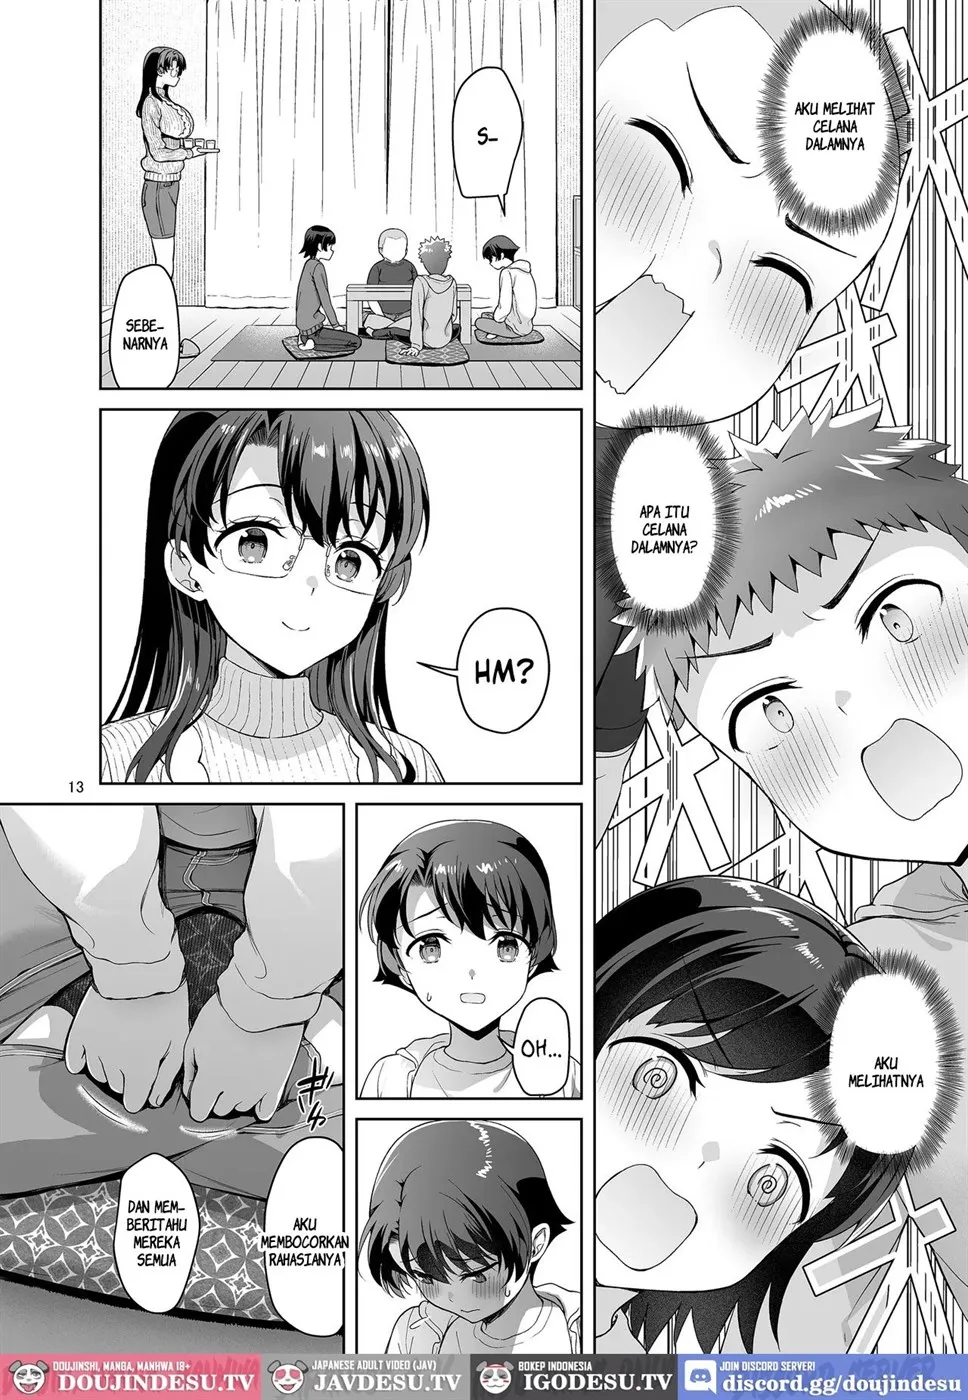 AKU MELIHAT
CELANA
DALAMNYA
APA ITU
CELANA
DALAMNYA?
AKU
MELIHATNYA
S-
SEBE-
NARNYA
HM?
13
OH...
AKU
MEMBOCORKAN
RAHASIANYA
DAN MEM-
BERITAHU
MEREKA
SEMUA
DOUJINSHI, MANGA, MANHWA 18+
DOUJINDESU.TV
JAPANESE ADULT VIDEO (JAV)
JAVDESU.TV
BOKEP INDONESIA
IGODESU.TV
JOIN DISCORD SERVER!
discord.gg/doujindesu